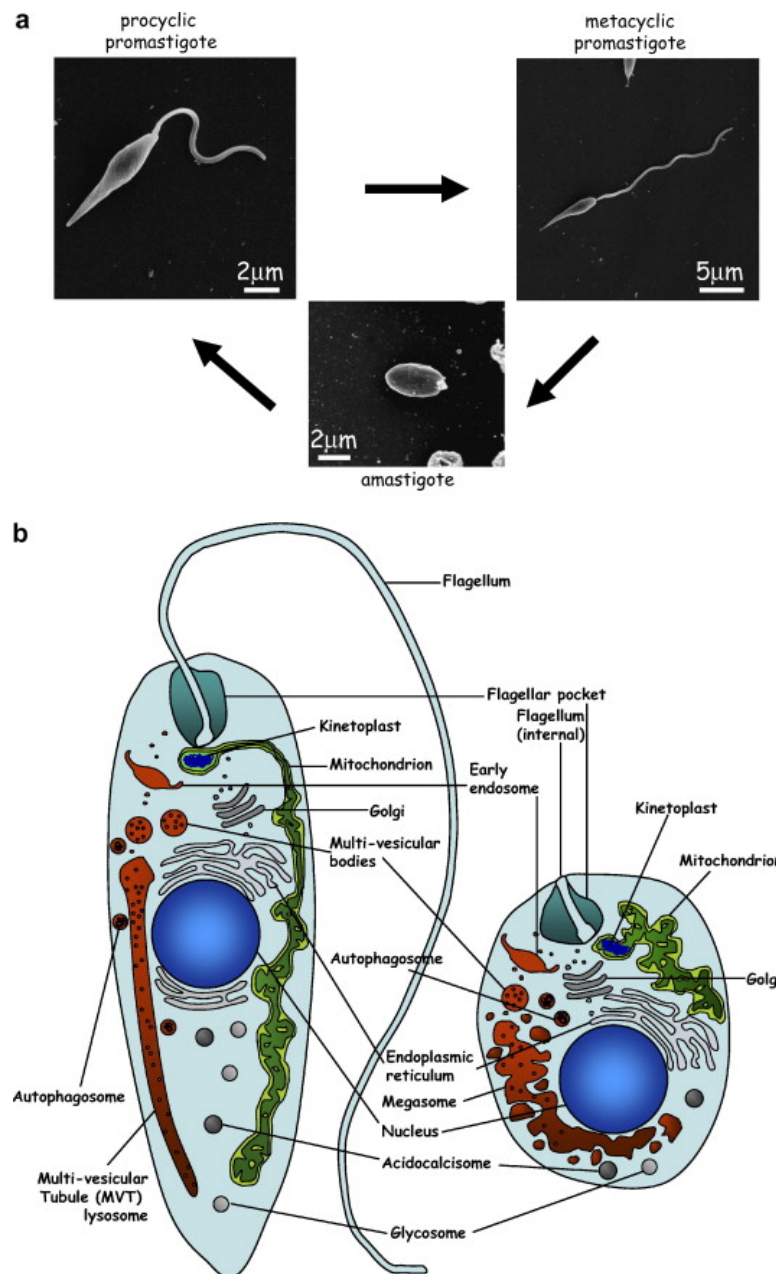 a
procyclic
promastigote
metacyclic
promastigote
2μm
5μm
2μm
amastigote
b
Flagellum
Flagellar pocket
Flagellum
(internal)
Kinetoplast
Mitochondrion
Early
endosome
Kinetoplast
Golgi
Multi-vesicular
bodies
Mitochondrion
Autophagosome
Golgi
Endoplasmic
reticulum
Autophagosome
Megasome
Nucleus
Acidocalcisome
Multi-vesicular
Tubule (MVT)
lysosome
Glycosome